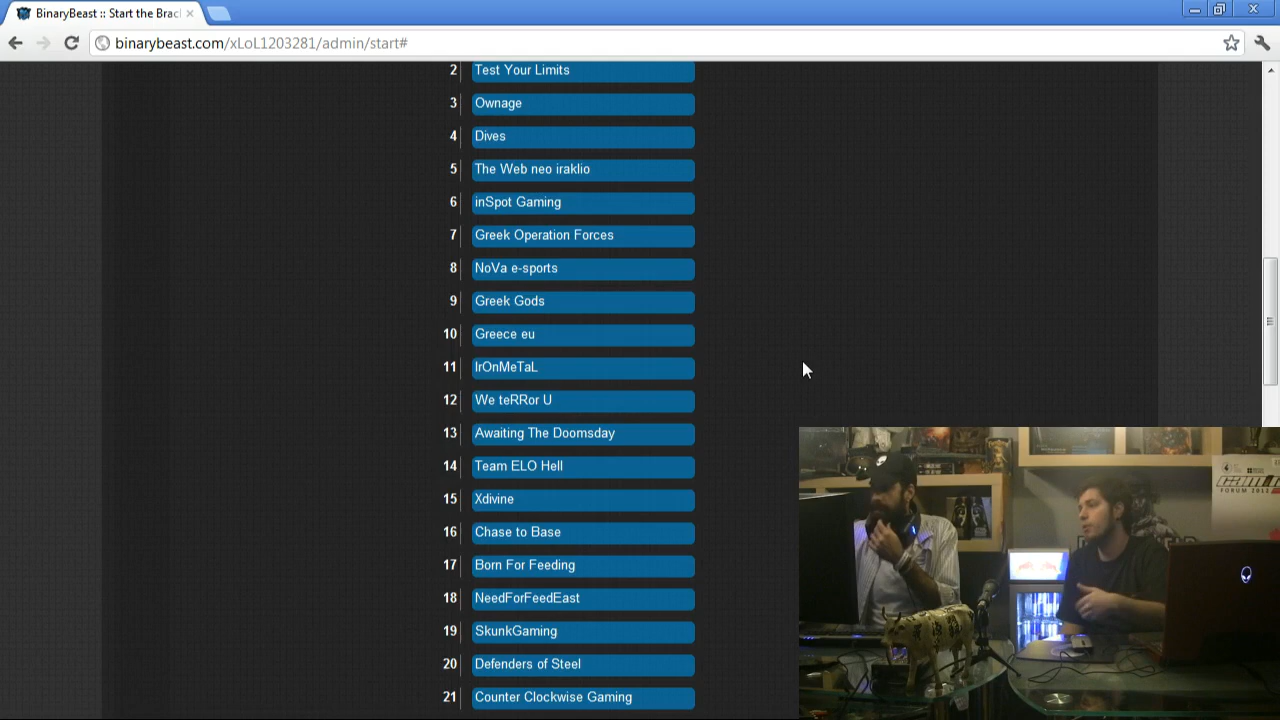 BinaryBeast :: Start the Brac
binarybeast.com/xLoL1203281/admin/start#
2 Test Your Limits
3 Ownage
4 Dives
5 The Web neo iraklio
6 inSpot Gaming
7 Greek Operation Forces
8 NoVa e-sports
9 Greek Gods
10 Greece eu
11 IrOnMeTaL
12 We teRRor U
13 Awaiting The Doomsday
14 Team ELO Hell
15 Xdivine
16 Chase to Base
17 Born For Feeding
18 NeedForFeedEast
19 SkunkGaming
20 Defenders of Steel
21 Counter Clockwise Gaming
FORUM 2011